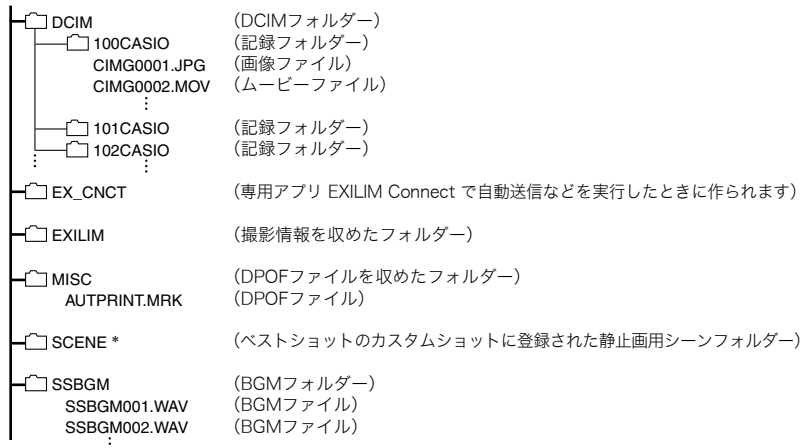 DCIM （DCIMフォルダー）
100CASIO （記録フォルダー）
CIMG0001.JPG （画像ファイル）
CIMG0002.MOV （ムービーファイル）
101CASIO （記録フォルダー）
102CASIO （記録フォルダー）
EX_CNCT （専用アプリ EXILIM Connect で自動送信などを実行したときに作られます）
EXILIM （撮影情報を収めたフォルダー）
MISC （DPOFファイルを収めたフォルダー）
AUTPRINT.MRK （DPOFファイル）
SCENE * （ベストショットのカスタムショットに登録された静止画用シーンフォルダー）
SSBGM （BGMフォルダー）
SSBGM001.WAV （BGMファイル）
SSBGM002.WAV （BGMファイル）